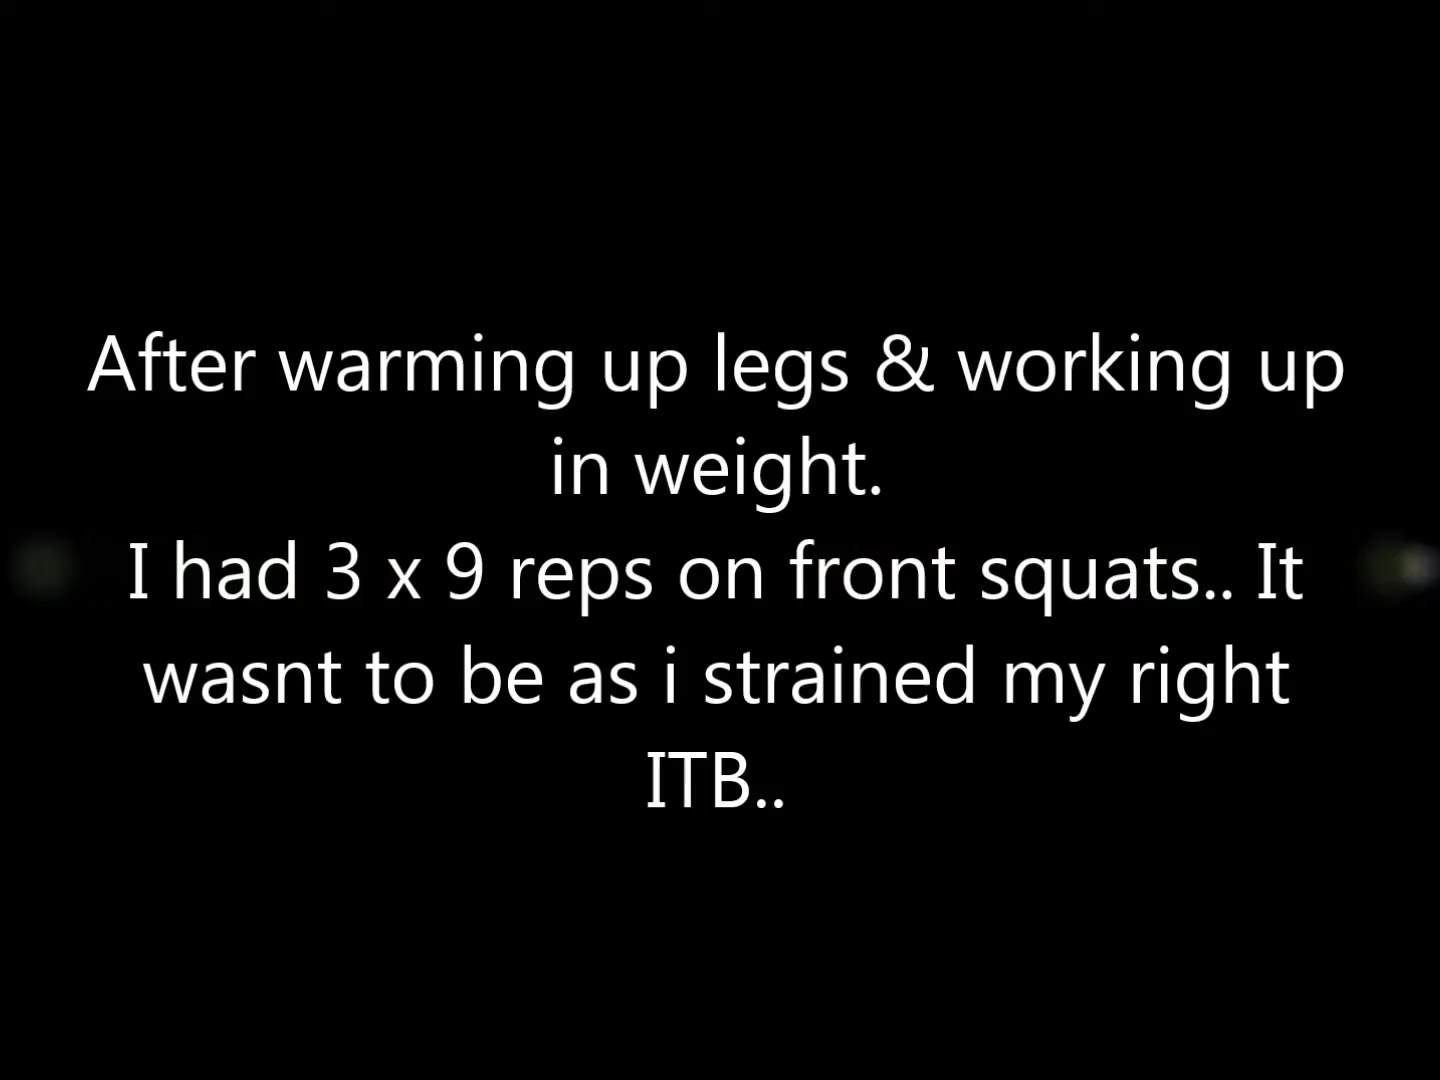 After warming up legs & working up
in weight.
I had 3 x 9 reps on front squats.. It
wasnt to be as i strained my right
ITB..